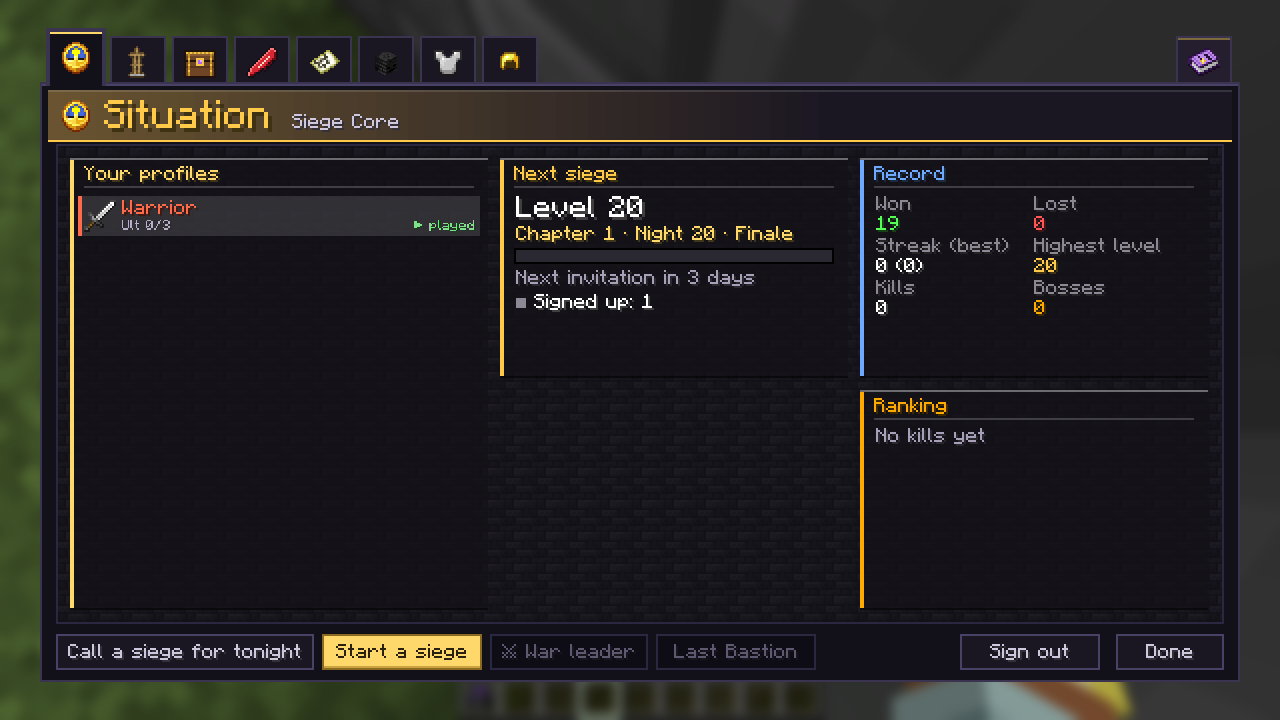 Situation Siege Core
Your profiles
Warrior
Ult 0/3
▶ played
Next siege
Level 20
Chapter 1 · Night 20 · Finale
Next invitation in 3 days
Signed up: 1
Record
Won Lost
19 0
Streak (best) Highest level
0 (0) 20
Kills Bosses
0 0
Ranking
No kills yet
Call a siege for tonight
Start a siege
⚔ War leader
Last Bastion
Sign out
Done